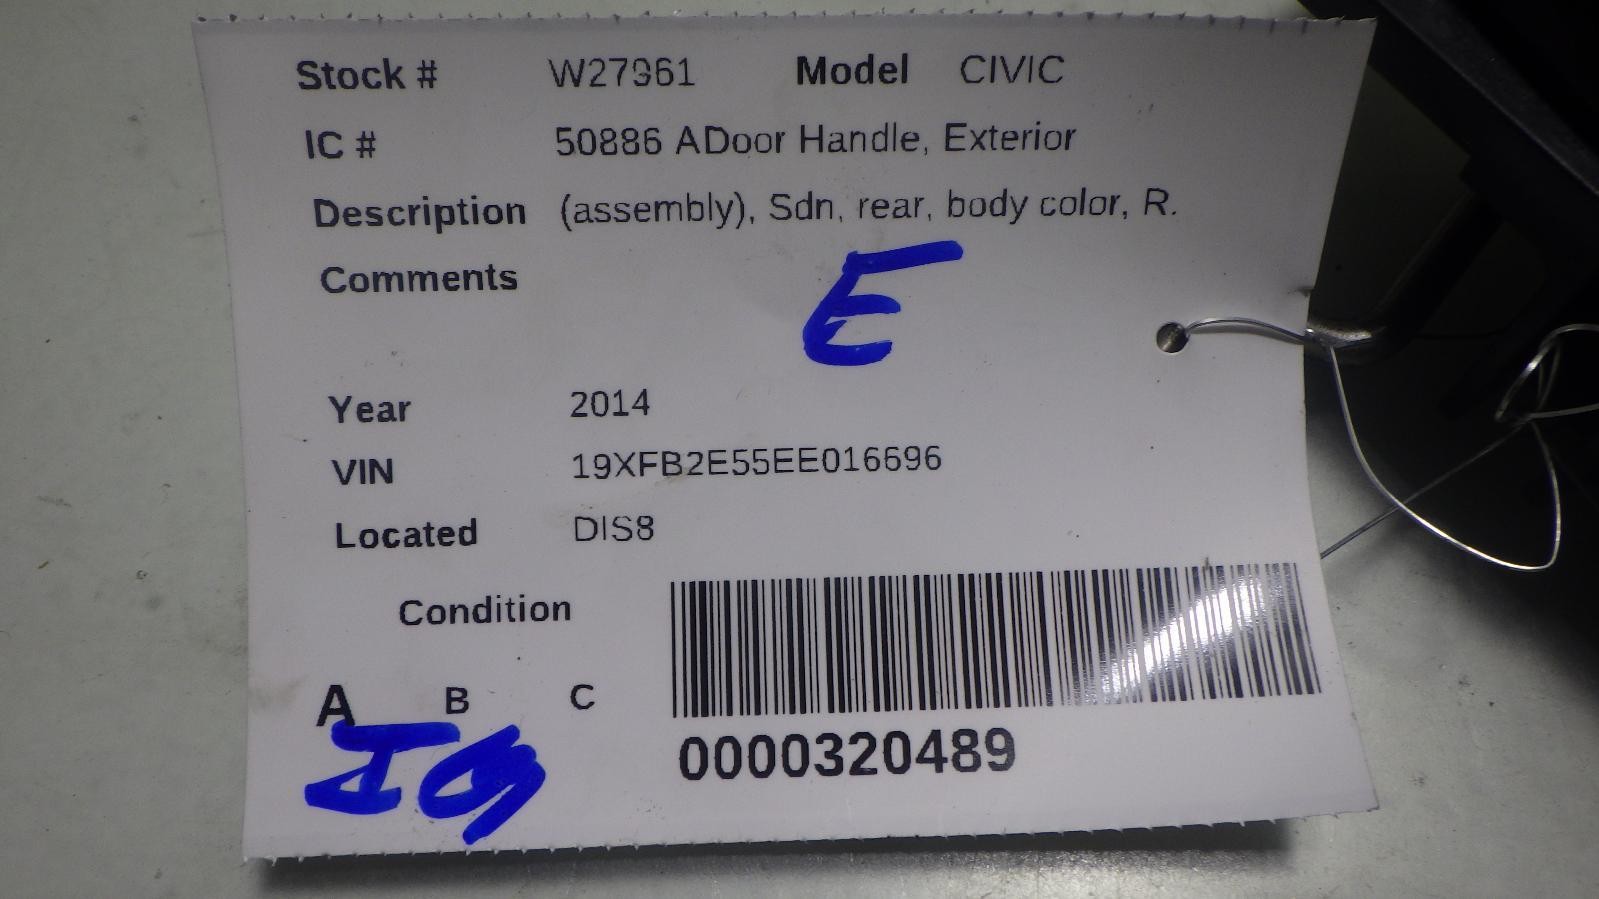 Stock # W27961 Model CIVIC
IC # 50886 ADoor Handle, Exterior
Description (assembly), Sdn, rear, body color, R.
Comments
E
Year 2014
VIN 19XFB2E55EE016696
Located DIS8
Condition
A B C
0000320489